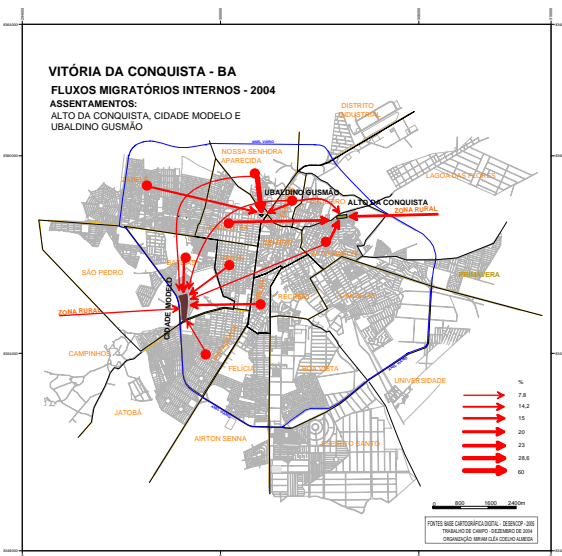 VITÓRIA DA CONQUISTA - BA
FLUXOS MIGRATÓRIOS INTERNOS - 2004
ASSENTAMENTOS:
ALTO DA CONQUISTA, CIDADE MODELO E
UBALDINO GUSMÃO
DISTRITO
INDUSTRIAL
NOSSA SENHORA
APARECIDA
LAGOA DAS FLORES
UBALDINO GUSMÃO
ALTO DA CONQUISTA
ZONA RURAL
SÃO PEDRO
PRIMAVERA
CIDADE MODELO
ZONA RURAL
CAMPINHOS
FELÍCIA
BOA VISTA
UNIVERSIDADE
JATOBÁ
AIRTON SENNA
ESPÍRITO SANTO
%
7.8
14,2
15
20
23
28,6
60
0 800 1600 2400m
FONTES: BASE CARTOGRÁFICA DIGITAL - DESENCOP - 2005
TRABALHO DE CAMPO - DEZEMBRO DE 2004
ORGANIZAÇÃO: MIRIAM CLÉA COELHO ALMEIDA